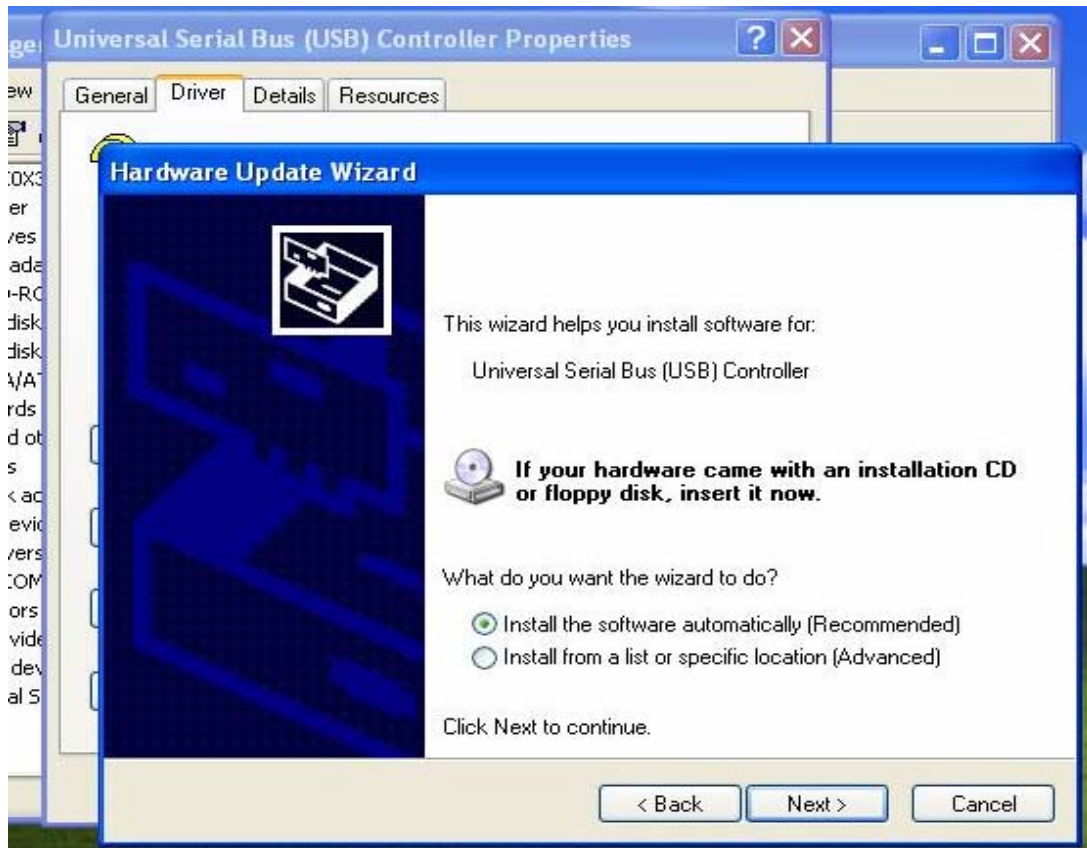 Universal Serial Bus (USB) Controller Properties
General Driver Details Resources
Hardware Update Wizard
This wizard helps you install software for:
Universal Serial Bus (USB) Controller
If your hardware came with an installation CD
or floppy disk, insert it now.
What do you want the wizard to do?
Install the software automatically (Recommended)
Install from a list or specific location (Advanced)
Click Next to continue.
< Back Next > Cancel